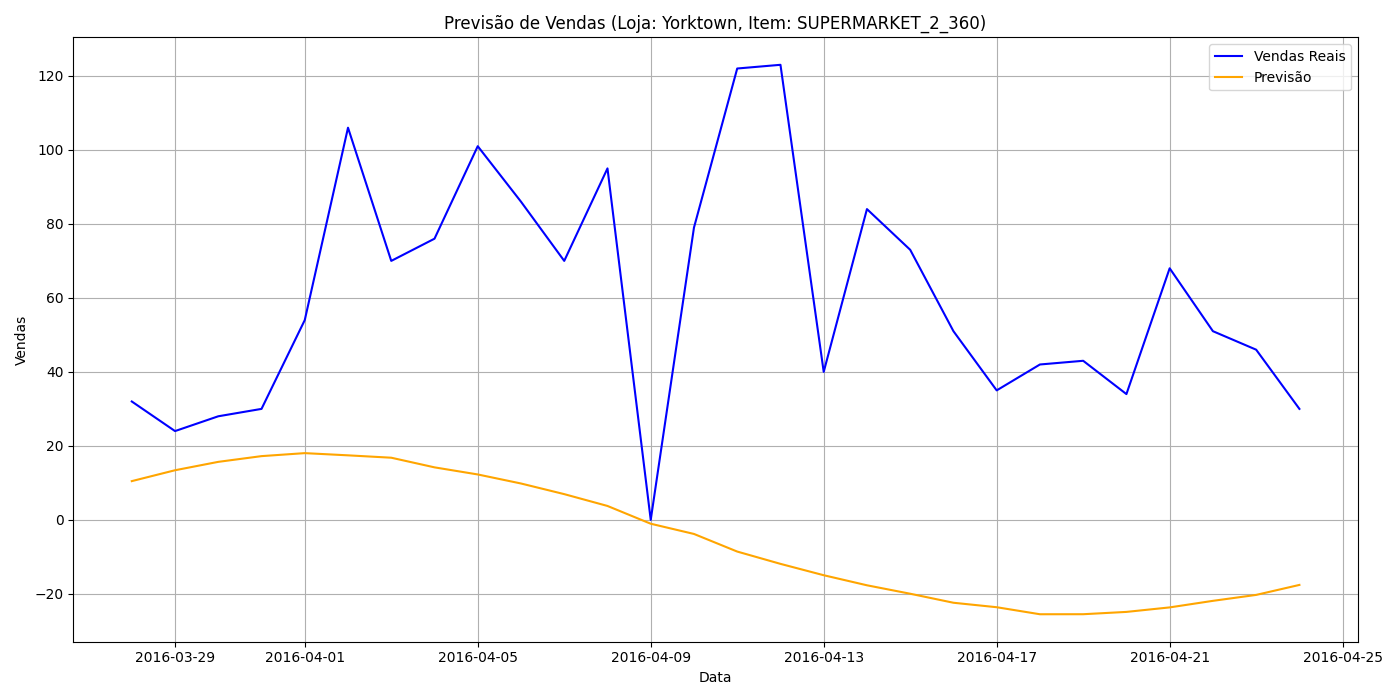 Previsão de Vendas (Loja: Yorktown, Item: SUPERMARKET_2_360)
Vendas Reais
Previsão
120
100
80
60
40
20
0
−20
Vendas
2016-03-29 2016-04-01 2016-04-05 2016-04-09 2016-04-13 2016-04-17 2016-04-21 2016-04-25
Data